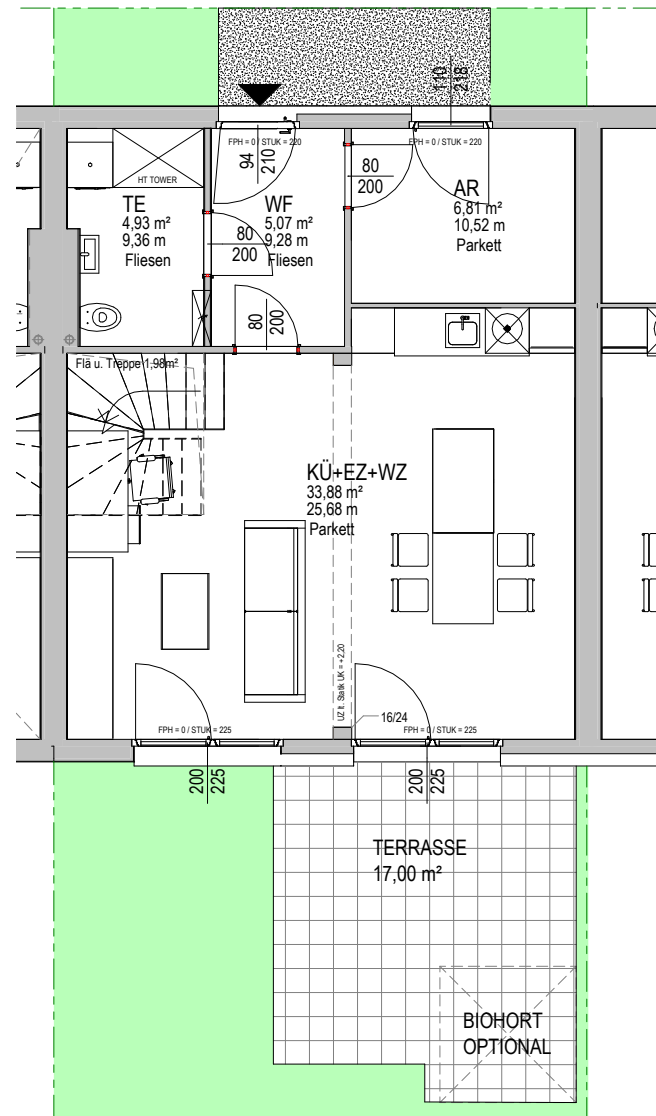 110
218
FPH = 0 / STUK = 220
FPH = 0 / STUK = 220
94
210
80
200
HT TOWER
TE
4,93 m²
9,36 m
Fliesen
WF
5,07 m²
9,28 m
Fliesen
AR
6,81 m²
10,52 m
Parkett
80
200
80
200
Flä u. Treppe 1,98m²
KÜ+EZ+WZ
33,88 m²
25,68 m
Parkett
UZ lt. Statik UK = +2.20
16/24
FPH = 0 / STUK = 225
FPH = 0 / STUK = 225
200
225
200
225
TERRASSE
17,00 m²
BIOHORT
OPTIONAL